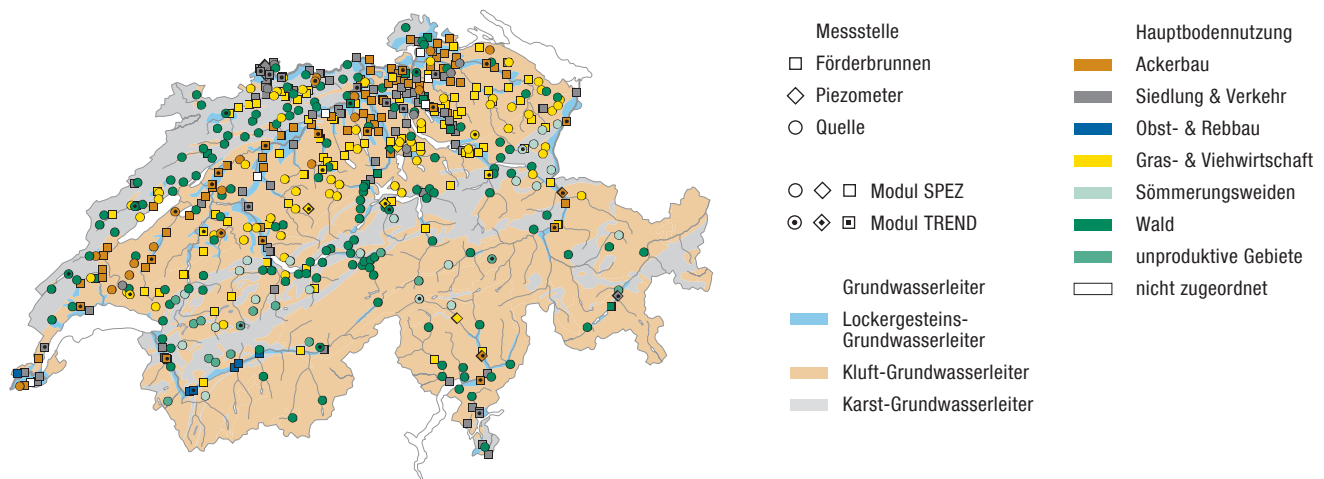 Messstelle
Förderbrunnen
Piezometer
Quelle
Modul SPEZ
Modul TREND
Grundwasserleiter
Lockergesteins-
Grundwasserleiter
Kluft-Grundwasserleiter
Karst-Grundwasserleiter
Hauptbodennutzung
Ackerbau
Siedlung & Verkehr
Obst- & Rebbau
Gras- & Viehwirtschaft
Sömmerungsweiden
Wald
unproduktive Gebiete
nicht zugeordnet